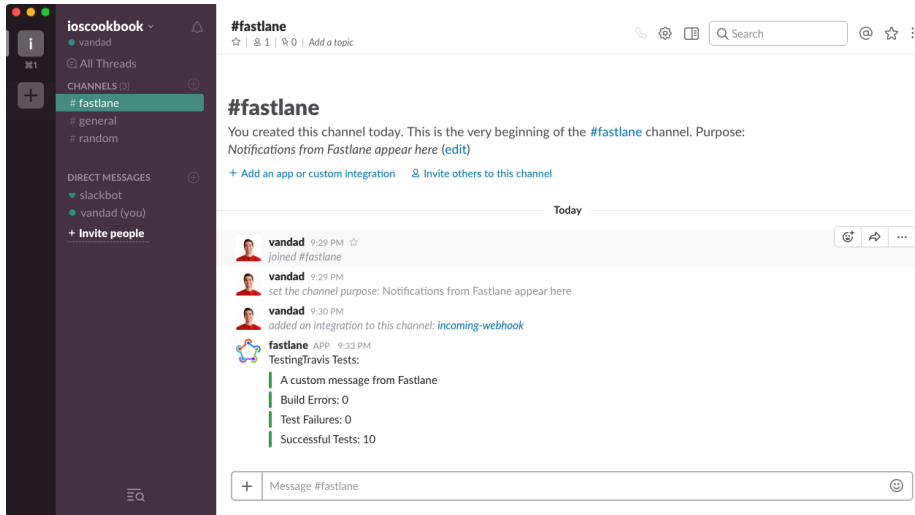 ioscookbook
vandad
i
⌘1
All Threads
CHANNELS (3)
# fastlane
# general
# random
DIRECT MESSAGES
slackbot
vandad (you)
+ Invite people
#fastlane
1 | 0 | Add a topic
Search
#fastlane
You created this channel today. This is the very beginning of the #fastlane channel. Purpose:
Notifications from Fastlane appear here (edit)
+ Add an app or custom integration Invite others to this channel
Today
vandad 9:29 PM
joined #fastlane
vandad 9:29 PM
set the channel purpose: Notifications from Fastlane appear here
vandad 9:30 PM
added an integration to this channel: incoming-webhook
fastlane APP 9:33 PM
TestingTravis Tests:
A custom message from Fastlane
Build Errors: 0
Test Failures: 0
Successful Tests: 10
+ Message #fastlane